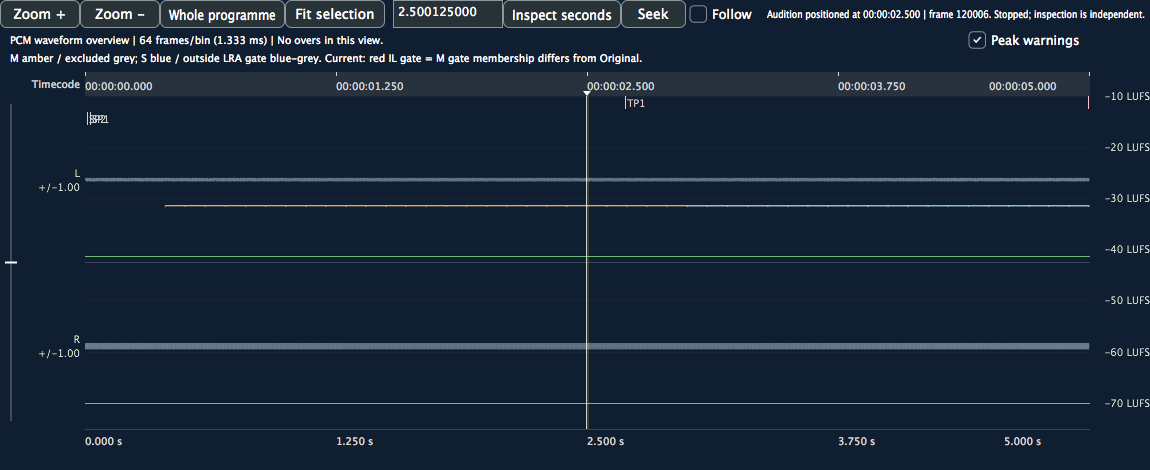 Zoom + Zoom − Whole programme Fit selection 2.500125000 Inspect seconds Seek Follow Audition positioned at 00:00:02.500 | frame 120006. Stopped; inspection is independent.
PCM waveform overview | 64 frames/bin (1.333 ms) | No overs in this view. Peak warnings
M amber / excluded grey; S blue / outside LRA gate blue-grey. Current: red IL gate = M gate membership differs from Original.
Timecode 00:00:00.000 00:00:01.250 00:00:02.500 00:00:03.750 00:00:05.000
−10 LUFS
TP1
−20 LUFS
L
+/−1.00
−30 LUFS
−40 LUFS
−50 LUFS
R
+/−1.00
−60 LUFS
−70 LUFS
0.000 s 1.250 s 2.500 s 3.750 s 5.000 s